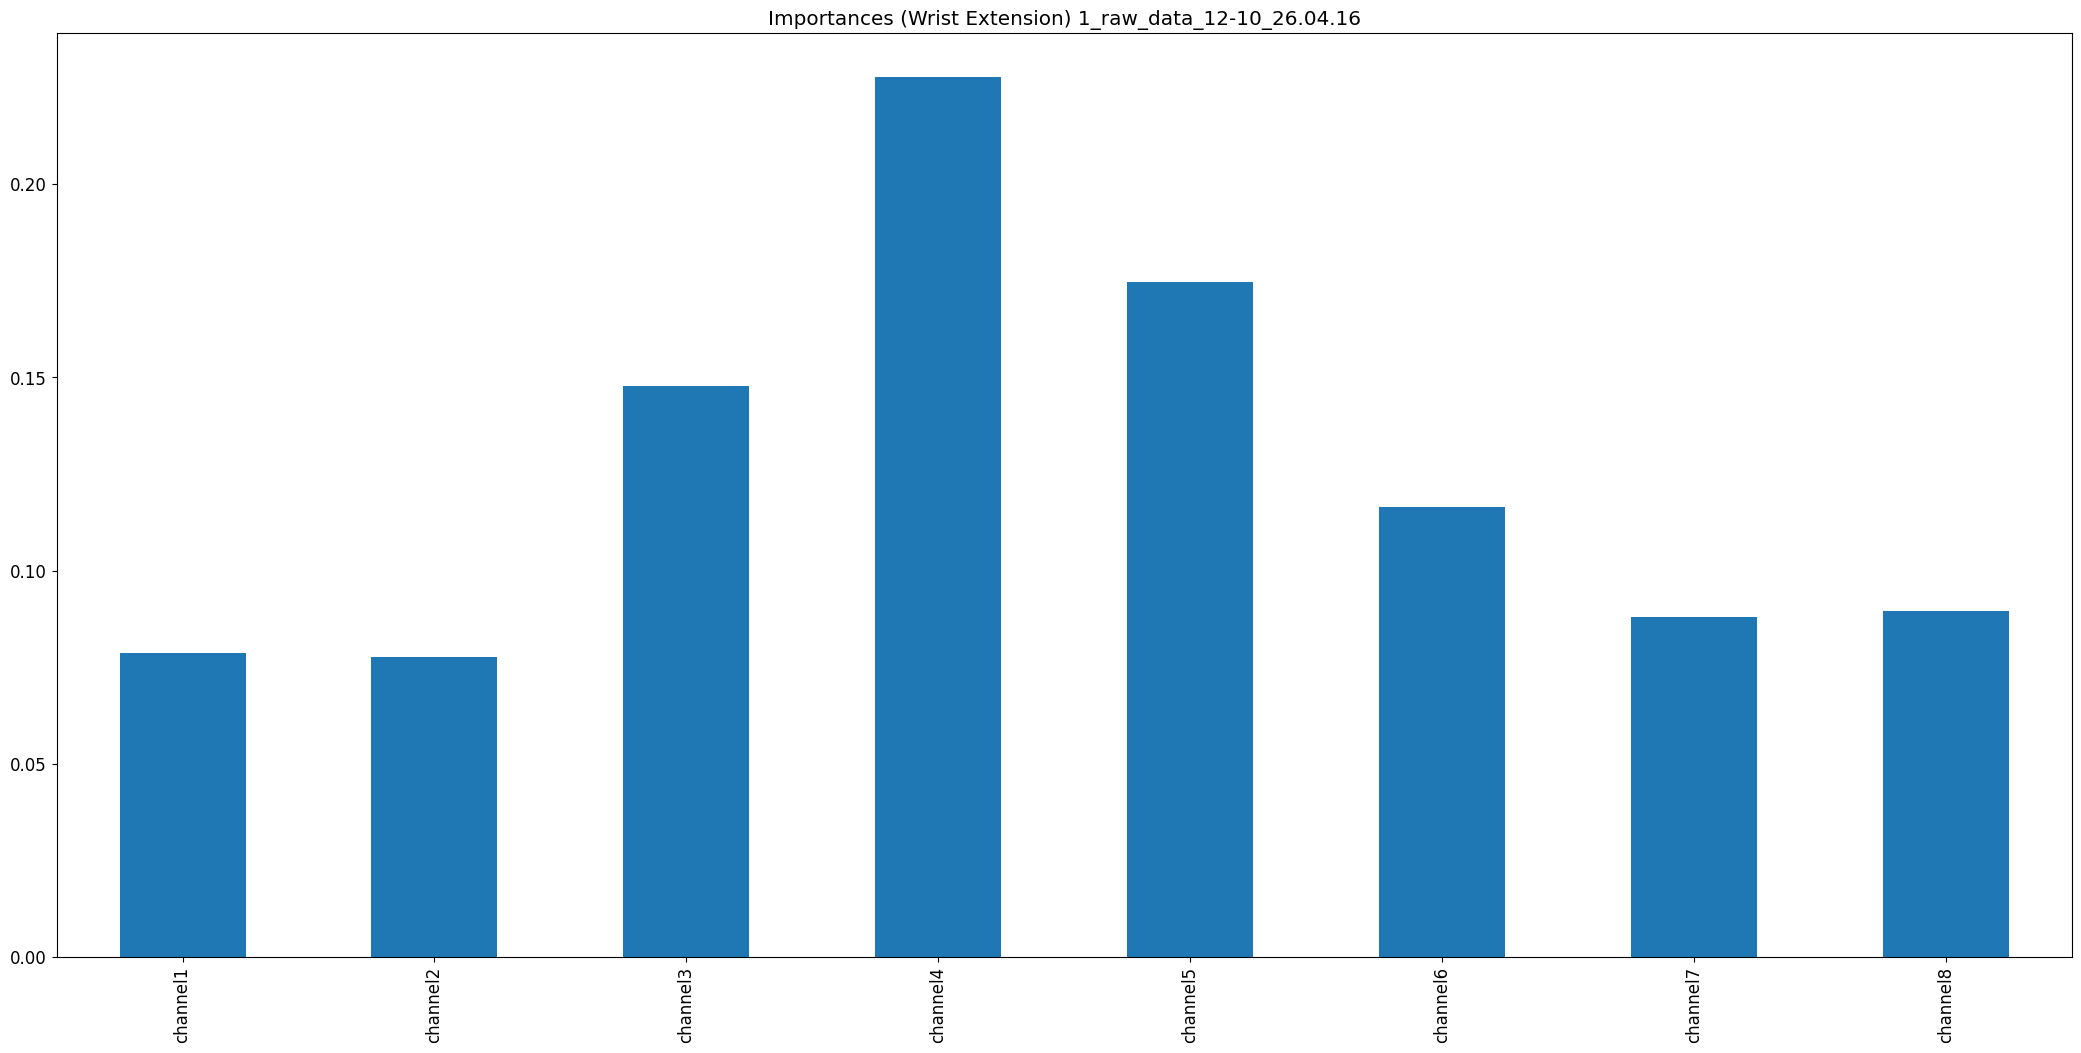 Importances (Wrist Extension) 1_raw_data_12-10_26.04.16
0.20
0.15
0.10
0.05
0.00
channel1
channel2
channel3
channel4
channel5
channel6
channel7
channel8